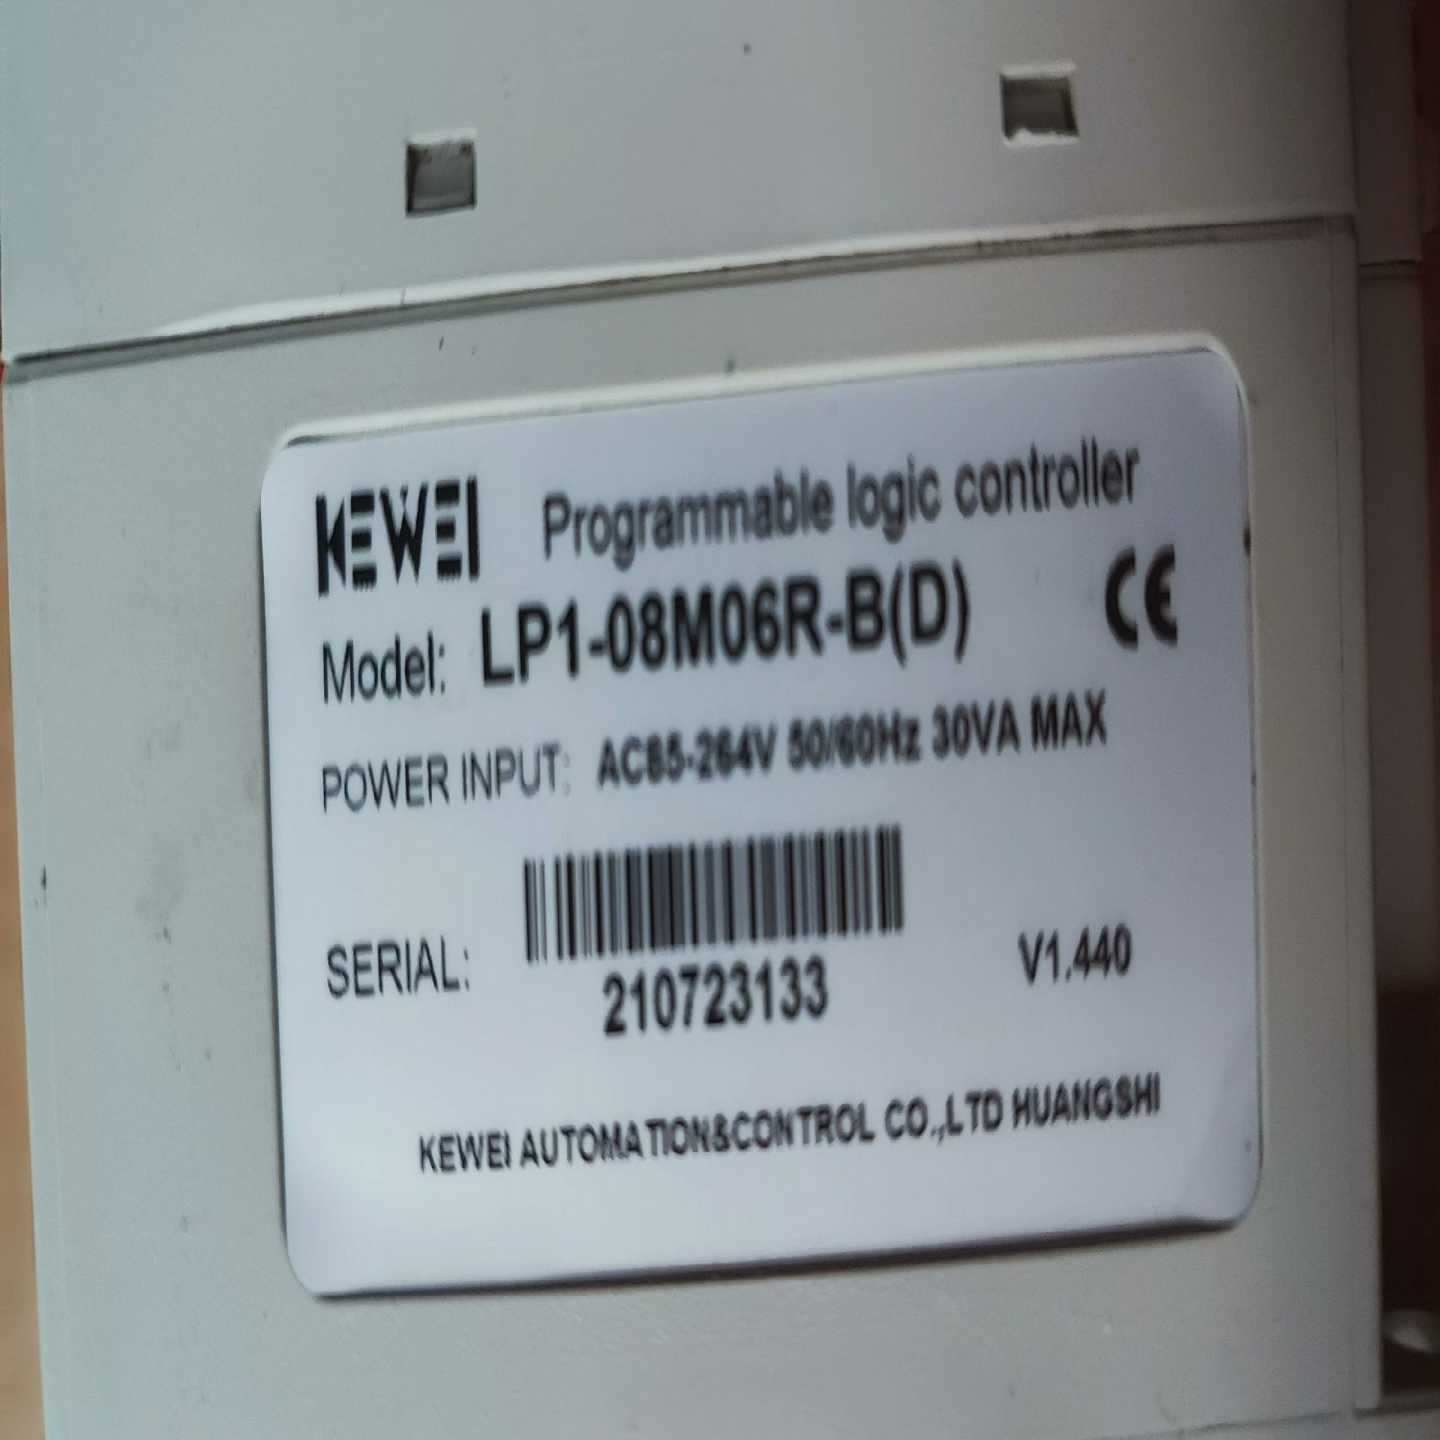 KEWEI Programmable logic controller
Model: LP1-08M06R-B(D) CE
POWER INPUT: AC85-264V 50/60Hz 30VA MAX
SERIAL: 210723133 V1.440
KEWEI AUTOMATION&CONTROL CO.,LTD HUANGSHI